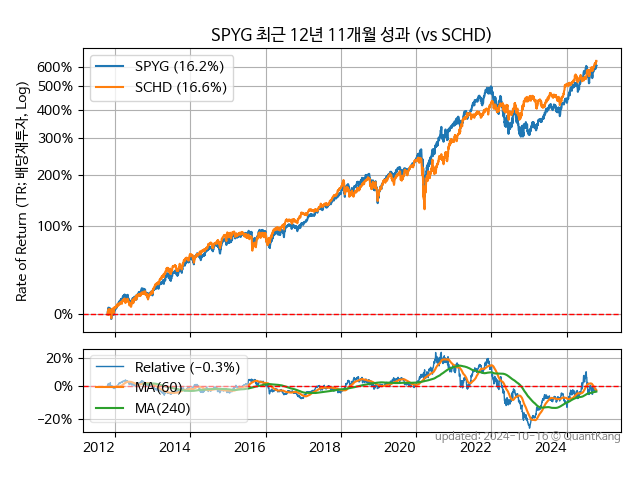 SPYG 최근 12년 11개월 성과 (vs SCHD)
Rate of Return (TR; 배당재투자, Log)
600%
500%
400%
300%
200%
100%
0%
SPYG (16.2%)
SCHD (16.6%)
20%
0%
−20%
Relative (−0.3%)
MA(60)
MA(240)
updated: 2024-10-16 © QuantKang
2012 2014 2016 2018 2020 2022 2024